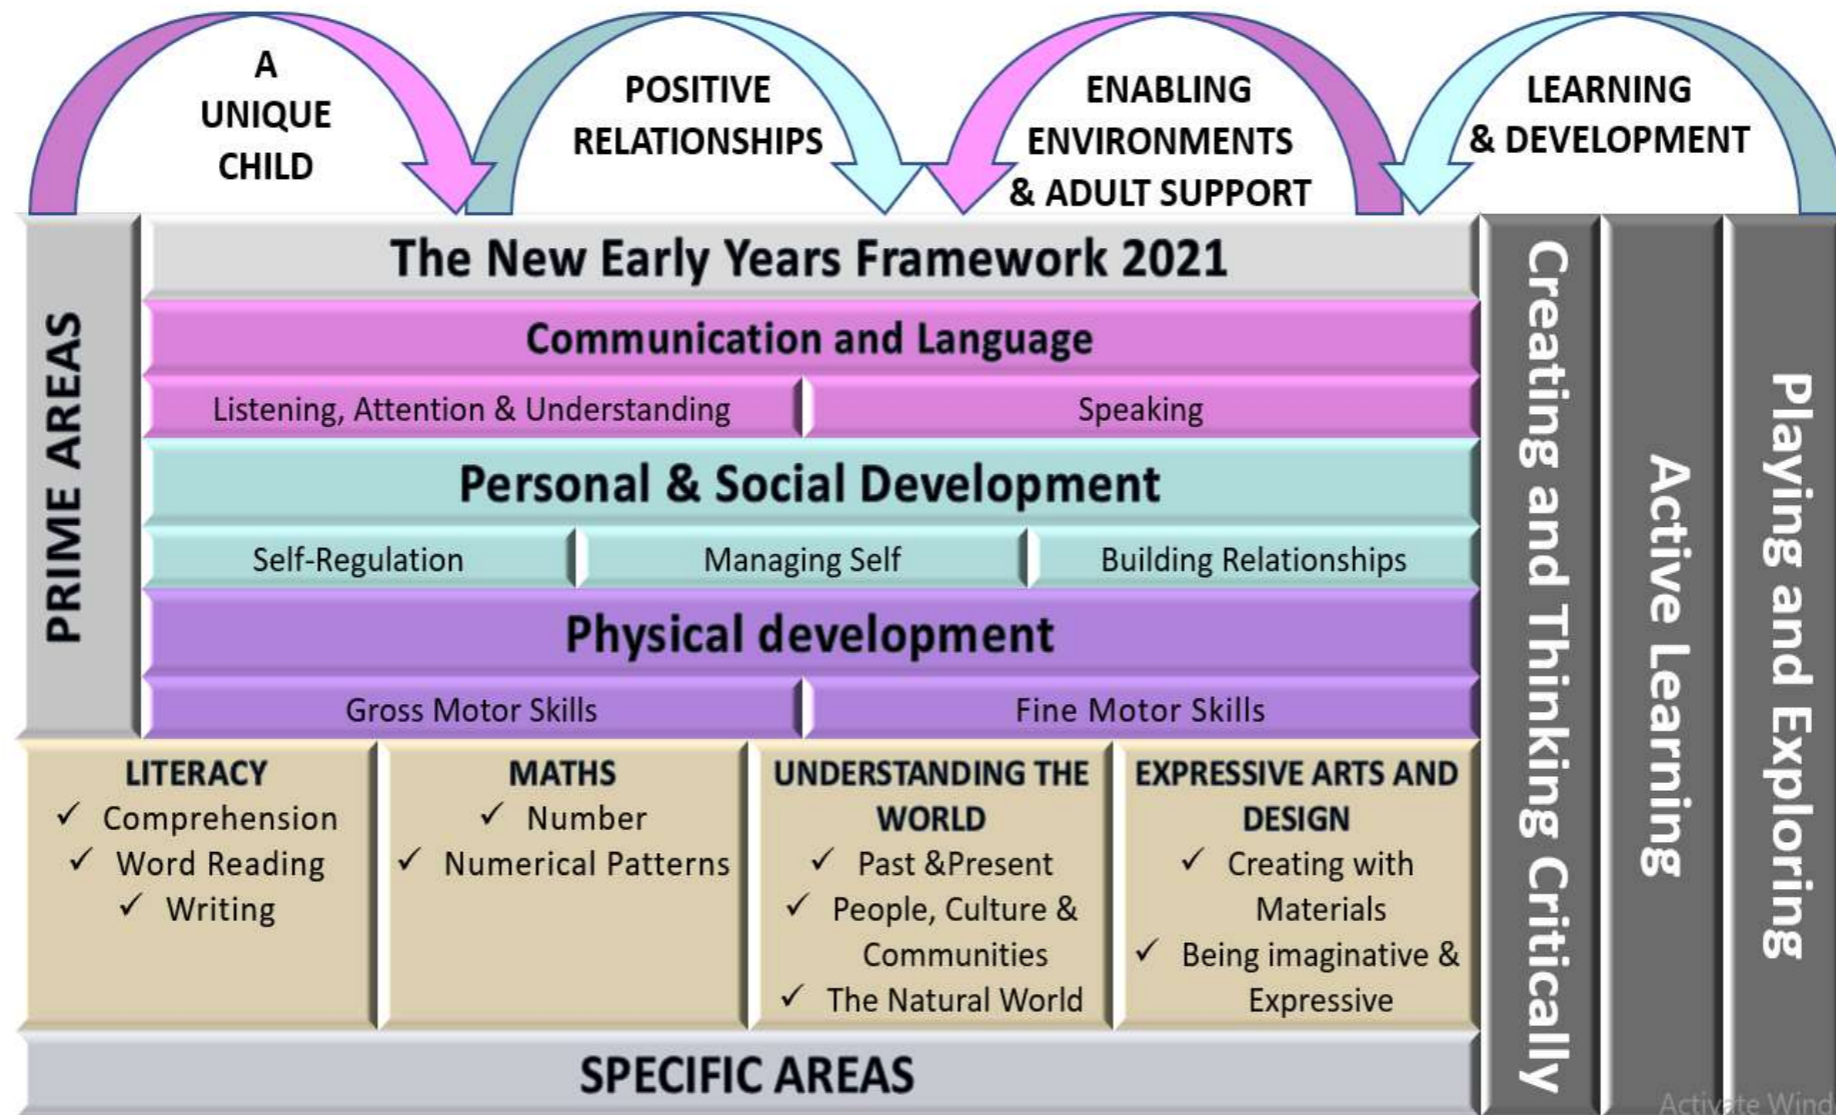 A
UNIQUE
CHILD
POSITIVE
RELATIONSHIPS
ENABLING
ENVIRONMENTS
& ADULT SUPPORT
LEARNING
& DEVELOPMENT
PRIME AREAS
The New Early Years Framework 2021
Communication and Language
Listening, Attention & Understanding
Speaking
Personal & Social Development
Self-Regulation
Managing Self
Building Relationships
Physical development
Gross Motor Skills
Fine Motor Skills
LITERACY
✓ Comprehension
✓ Word Reading
✓ Writing
MATHS
✓ Number
✓ Numerical Patterns
UNDERSTANDING THE
WORLD
✓ Past &Present
✓ People, Culture &
Communities
✓ The Natural World
EXPRESSIVE ARTS AND
DESIGN
✓ Creating with
Materials
✓ Being imaginative &
Expressive
SPECIFIC AREAS
Creating and Thinking Critically
Active Learning
Playing and Exploring
Activate Wind